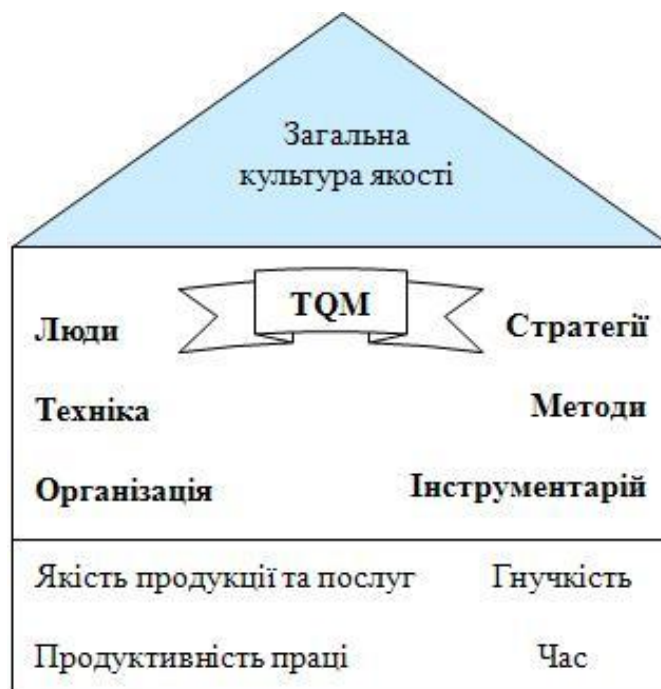 Загальна
культура якості
TQM
Люди Стратегії
Техніка Методи
Організація Інструментарій
Якість продукції та послуг Гнучкість
Продуктивність праці Час